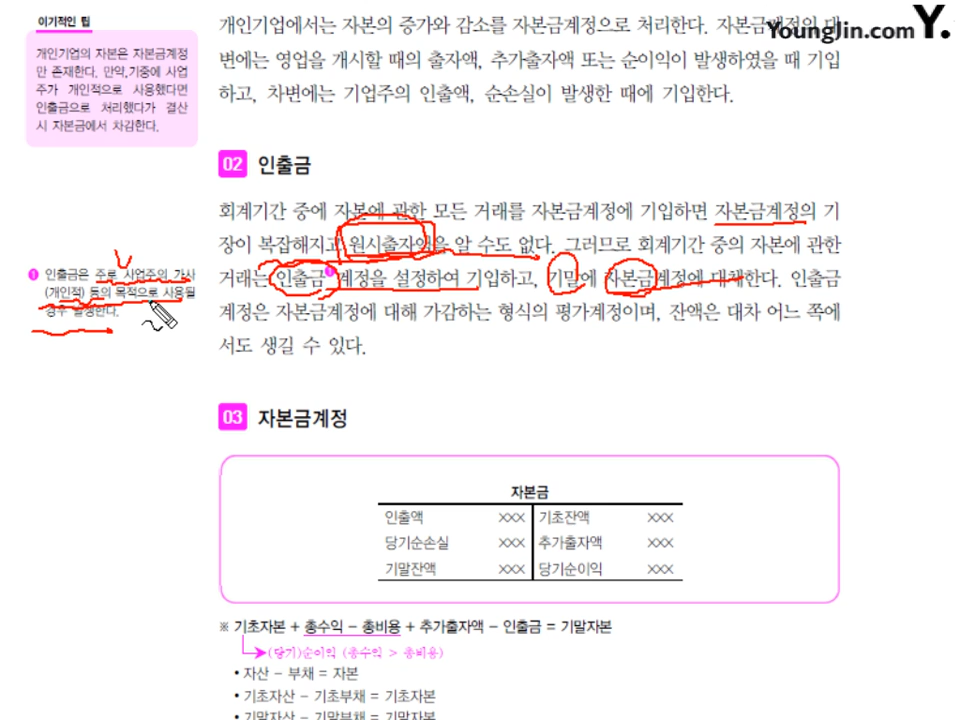 이기적인 팁
개인기업의 자본은 자본금계정
만 존재한다. 만약,기중에 사업
주가 개인적으로 사용했다면
인출금으로 처리했다가 결산
시 자본금에서 차감한다.
YoungJin.com Y.
개인기업에서는 자본의 증가와 감소를 자본금계정으로 처리한다. 자본금계정의 대
변에는 영업을 개시할 때의 출자액, 추가출자액 또는 순이익이 발생하였을 때 기입
하고, 차변에는 기업주의 인출액, 순손실이 발생한 때에 기입한다.
02 인출금
회계기간 중에 자본에 관한 모든 거래를 자본금계정에 기입하면 자본금계정의 기
장이 복잡해지고 원시출자액을 알 수도 없다. 그러므로 회계기간 중의 자본에 관한
거래는 인출금❶계정을 설정하여 기입하고, 기말에 자본금계정에 대체한다. 인출금
계정은 자본금계정에 대해 가감하는 형식의 평가계정이며, 잔액은 대차 어느 쪽에
서도 생길 수 있다.
❶ 인출금은 주로 사업주의 가사
(개인적) 등의 목적으로 사용될
경우 발생한다.
03 자본금계정
자본금
인출액 XXX 기초잔액 XXX
당기순손실 XXX 추가출자액 XXX
기말잔액 XXX 당기순이익 XXX
※ 기초자본 + 총수익 – 총비용 + 추가출자액 – 인출금 = 기말자본
(당기)순이익 (총수익 > 총비용)
• 자산 – 부채 = 자본
• 기초자산 – 기초부채 = 기초자본
• 기말자산 – 기말부채 = 기말자본